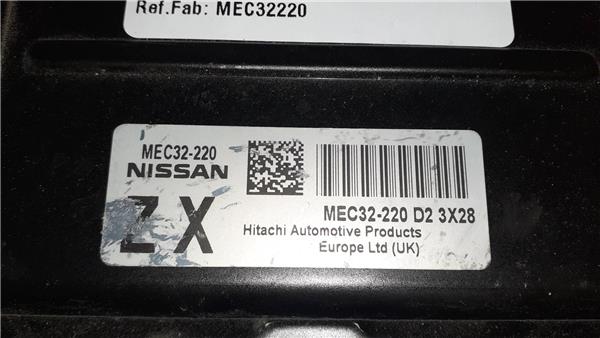 Ref.Fab: MEC32220
MEC32-220
NISSAN
ZX
MEC32-220 D2 3X28
Hitachi Automotive Products
Europe Ltd (UK)